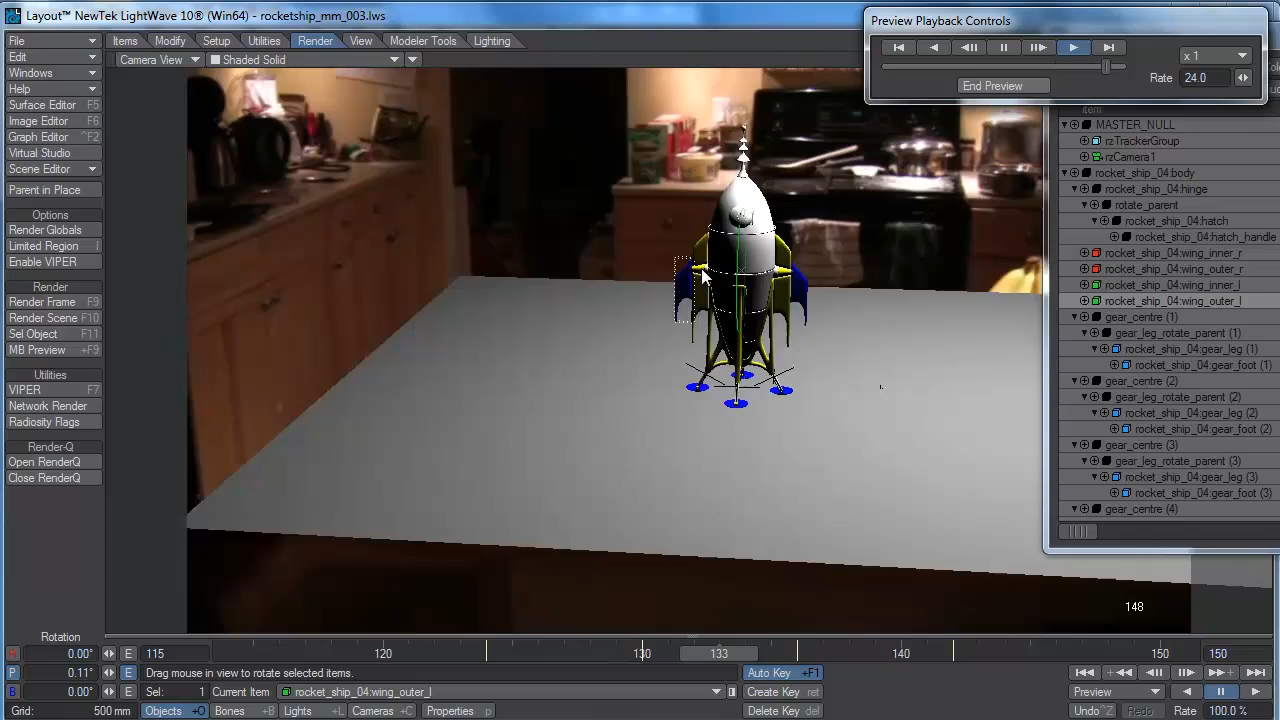 Layout™ NewTek LightWave 10® (Win64) - rocketship_mm_003.lws
Preview Playback Controls
x 1
Rate 24.0
End Preview
File
Edit
Windows
Help
Surface Editor F5
Image Editor F6
Graph Editor ^F2
Virtual Studio
Scene Editor
Parent in Place
Options
Render Globals
Limited Region l
Enable VIPER
Render
Render Frame F9
Render Scene F10
Sel Object F11
MB Preview +F9
Utilities
VIPER F7
Network Render
Radiosity Flags
Render-Q
Open RenderQ
Close RenderQ
Items Modify Setup Utilities Render View Modeler Tools Lighting
Camera View Shaded Solid
Item
MASTER_NULL
rzTrackerGroup
rzCamera1
rocket_ship_04:body
rocket_ship_04:hinge
rotate_parent
rocket_ship_04:hatch
rocket_ship_04:hatch_handle
rocket_ship_04:wing_inner_r
rocket_ship_04:wing_outer_r
rocket_ship_04:wing_inner_l
rocket_ship_04:wing_outer_l
gear_centre (1)
gear_leg_rotate_parent (1)
rocket_ship_04:gear_leg (1)
rocket_ship_04:gear_foot (1)
gear_centre (2)
gear_leg_rotate_parent (2)
rocket_ship_04:gear_leg (2)
rocket_ship_04:gear_foot (2)
gear_centre (3)
gear_leg_rotate_parent (3)
rocket_ship_04:gear_leg (3)
rocket_ship_04:gear_foot (3)
gear_centre (4)
148
Rotation
H 0.00° E 115 120 130 133 140 150 150
P 0.11° E Drag mouse in view to rotate selected items. Auto Key +F1
B 0.00° E Sel: 1 Current Item rocket_ship_04:wing_outer_l Create Key ret Preview
Grid: 500 mm Objects +O Bones +B Lights +L Cameras +C Properties p Delete Key del Undo ^Z Redo Rate 100.0 %